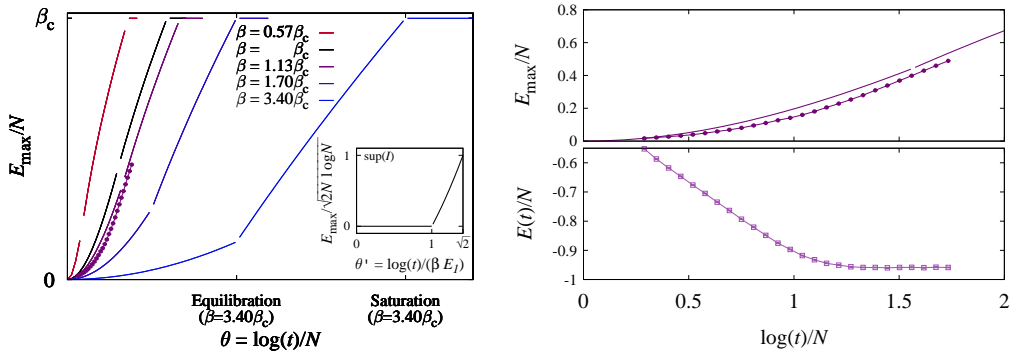 β_c
β = 0.57β_c
β = β_c
β = 1.13β_c
β = 1.70β_c
β = 3.40β_c
E_max/N
0
1
sup(I)
0
E_max/√2N logN
1
√2
θ' = log(t)/(β E_I)
Equilibration
(β=3.40β_c)
Saturation
(β=3.40β_c)
θ = log(t)/N
0.8
0.6
0.4
0.2
0
E_max/N
-0.6
-0.7
-0.8
-0.9
-1
E(t)/N
0
0.5
1
1.5
2
log(t)/N